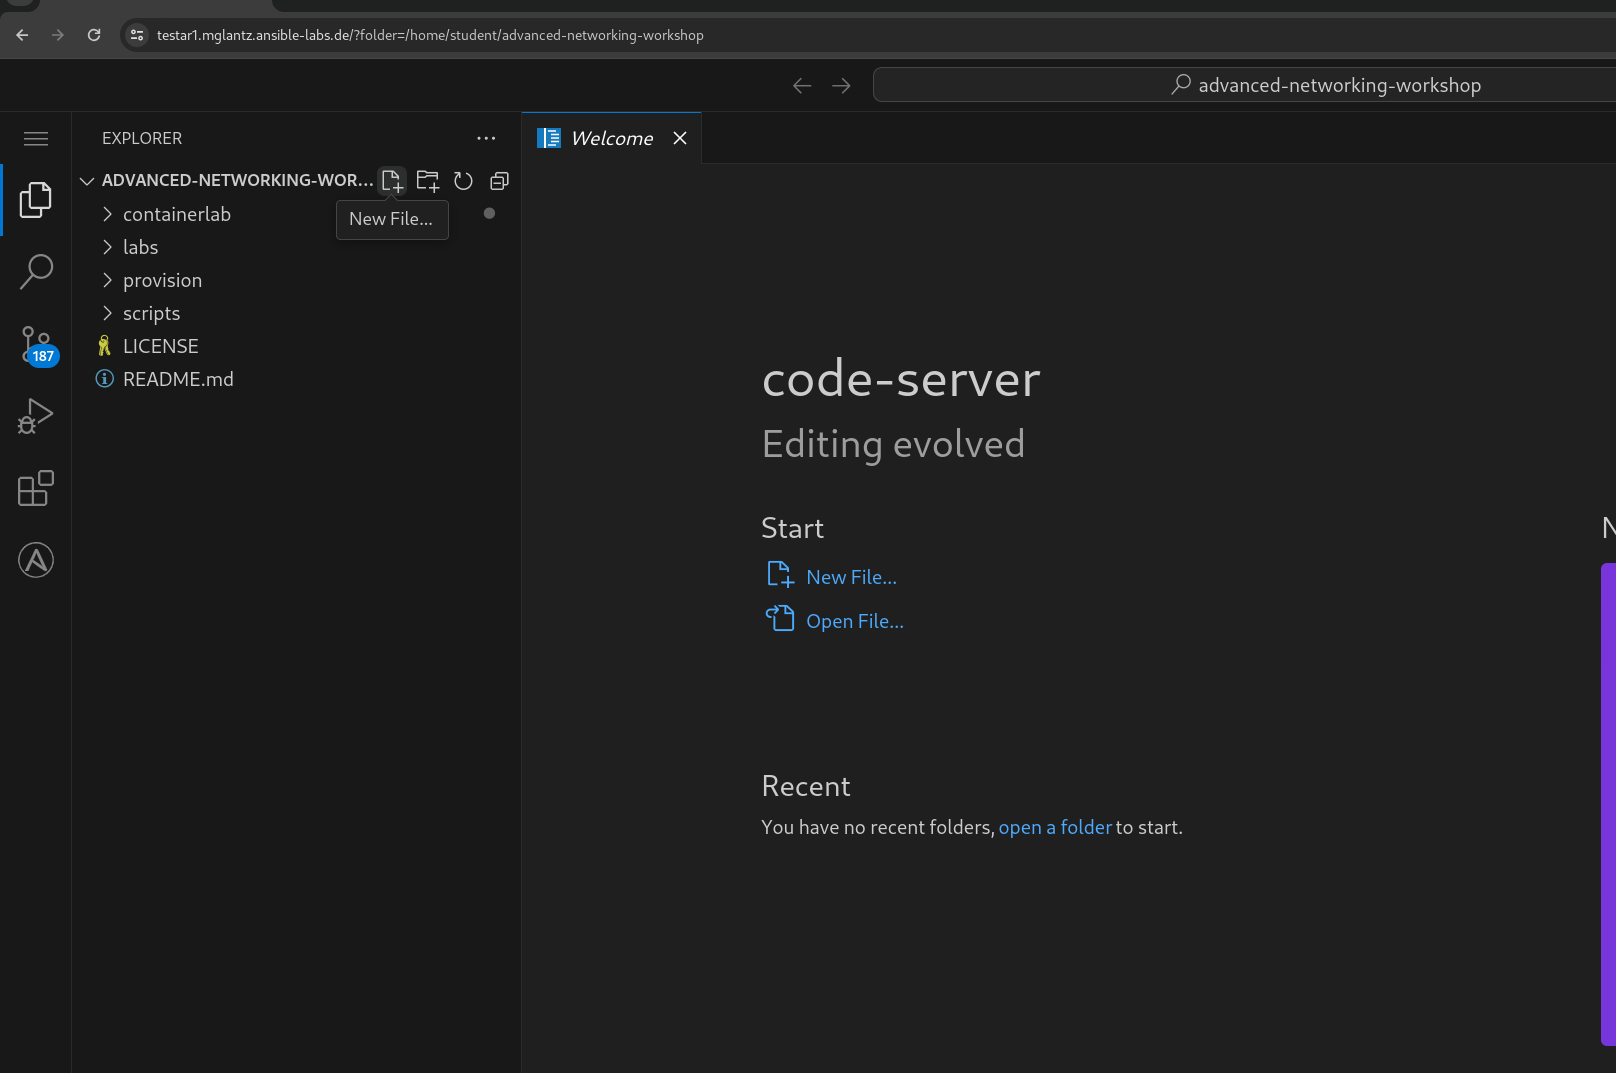 testar1.mglantz.ansible-labs.de/?folder=/home/student/advanced-networking-workshop
advanced-networking-workshop
EXPLORER
Welcome
ADVANCED-NETWORKING-WOR...
containerlab
New File...
labs
provision
scripts
LICENSE
187
README.md
code-server
Editing evolved
Start
New File...
Open File...
Recent
You have no recent folders, open a folder to start.